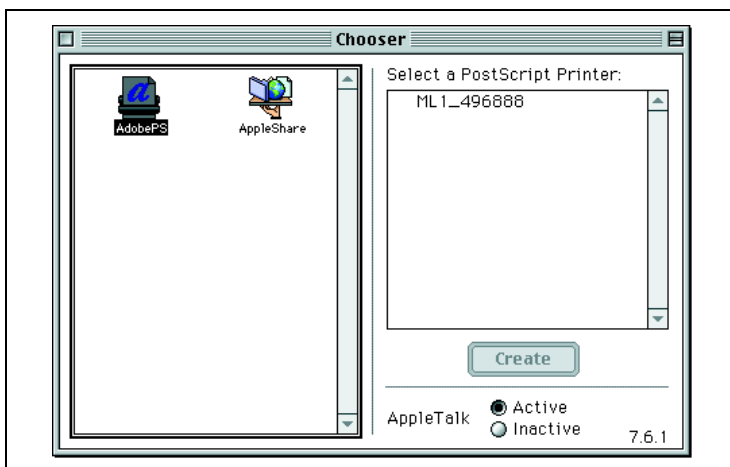 Chooser
AdobePS
AppleShare
Select a PostScript Printer:
ML1_496888
Create
AppleTalk
Active
Inactive
7.6.1